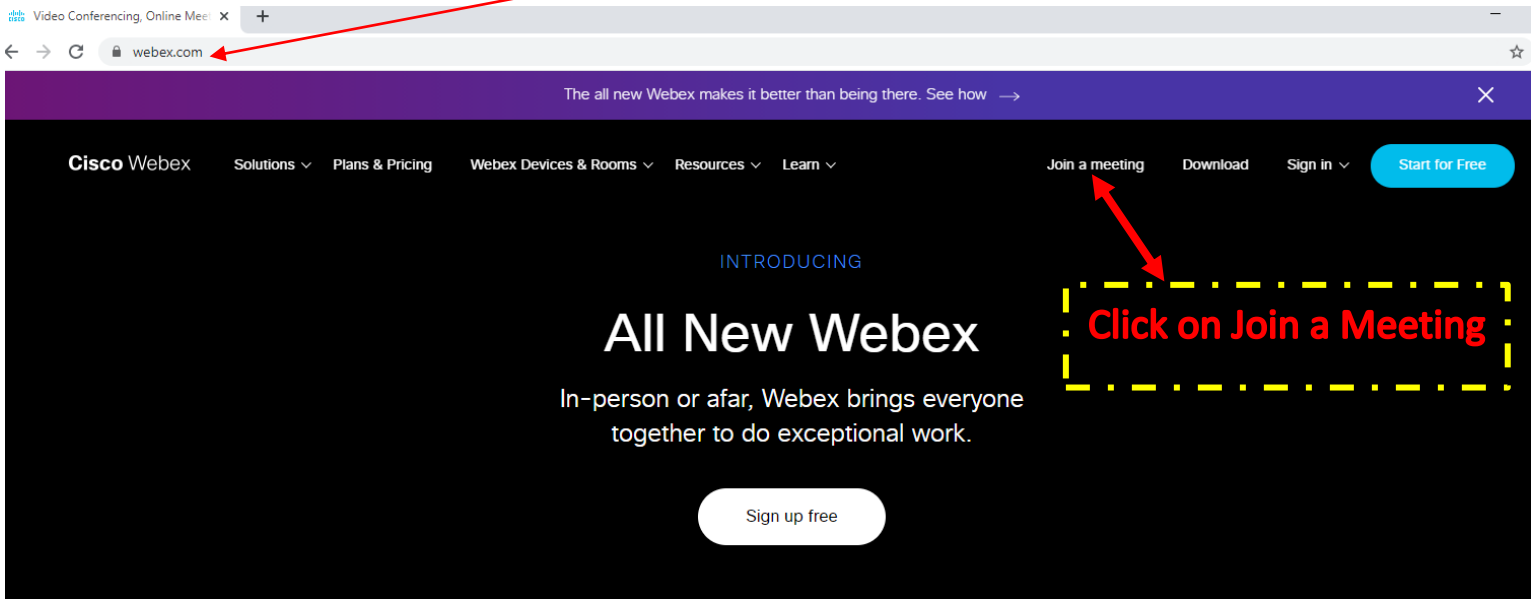 Video Conferencing, Online Mee
webex.com
The all new Webex makes it better than being there. See how →
Cisco Webex Solutions Plans & Pricing Webex Devices & Rooms Resources Learn Join a meeting Download Sign in Start for Free
INTRODUCING
All New Webex
Click on Join a Meeting
In-person or afar, Webex brings everyone
together to do exceptional work.
Sign up free